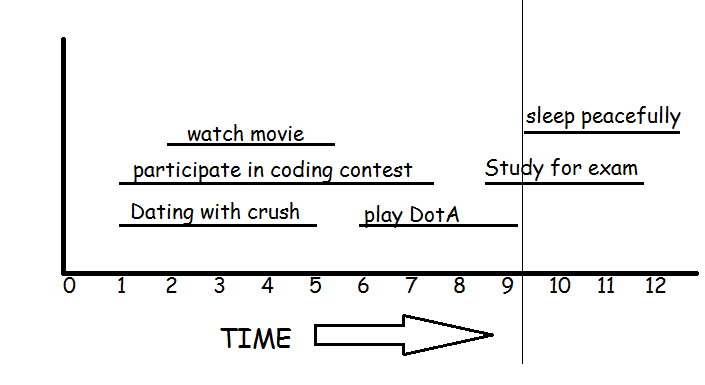 sleep peacefully
watch movie
participate in coding contest
Study for exam
Dating with crush
play DotA
0 1 2 3 4 5 6 7 8 9 10 11 12
TIME